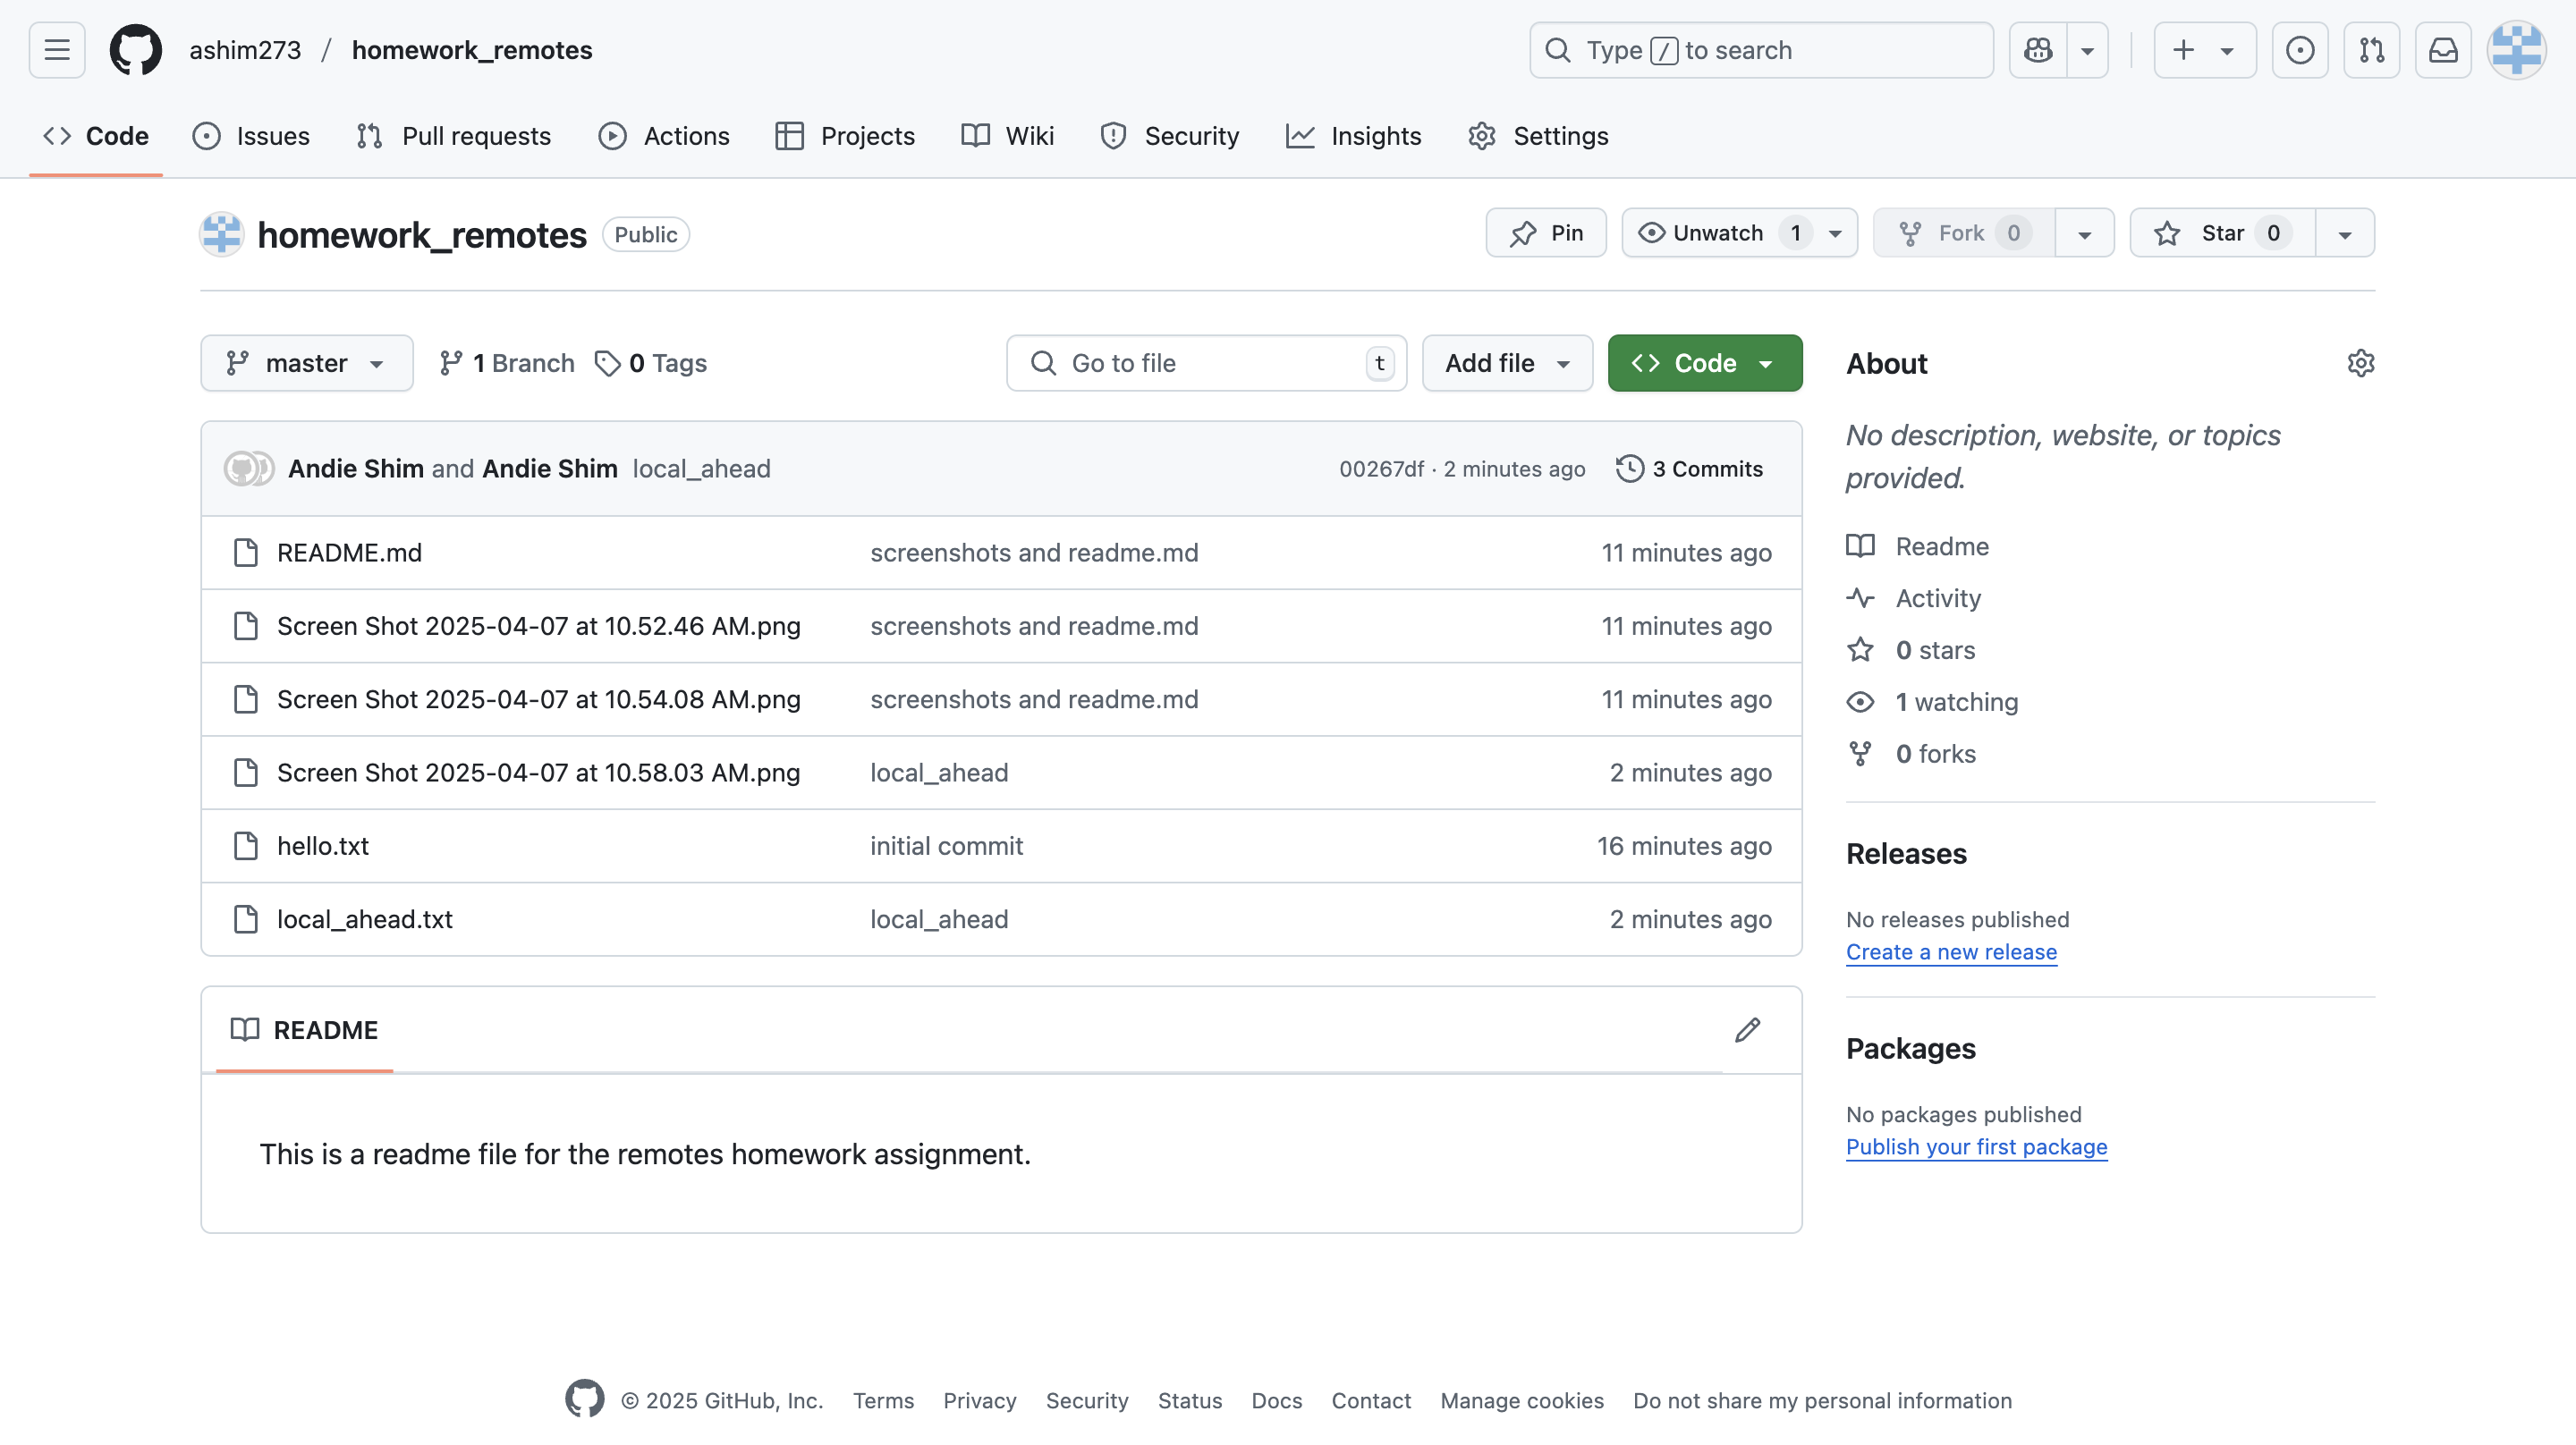 ashim273 / homework_remotes
Type / to search
Code Issues Pull requests Actions Projects Wiki Security Insights Settings
homework_remotes Public
Pin Unwatch 1 Fork 0 Star 0
master 1 Branch 0 Tags Go to file t Add file Code
Andie Shim and Andie Shim local_ahead 00267df · 2 minutes ago 3 Commits
README.md screenshots and readme.md 11 minutes ago
Screen Shot 2025-04-07 at 10.52.46 AM.png screenshots and readme.md 11 minutes ago
Screen Shot 2025-04-07 at 10.54.08 AM.png screenshots and readme.md 11 minutes ago
Screen Shot 2025-04-07 at 10.58.03 AM.png local_ahead 2 minutes ago
hello.txt initial commit 16 minutes ago
local_ahead.txt local_ahead 2 minutes ago
README
This is a readme file for the remotes homework assignment.
About
No description, website, or topics
provided.
Readme
Activity
0 stars
1 watching
0 forks
Releases
No releases published
Create a new release
Packages
No packages published
Publish your first package
© 2025 GitHub, Inc. Terms Privacy Security Status Docs Contact Manage cookies Do not share my personal information